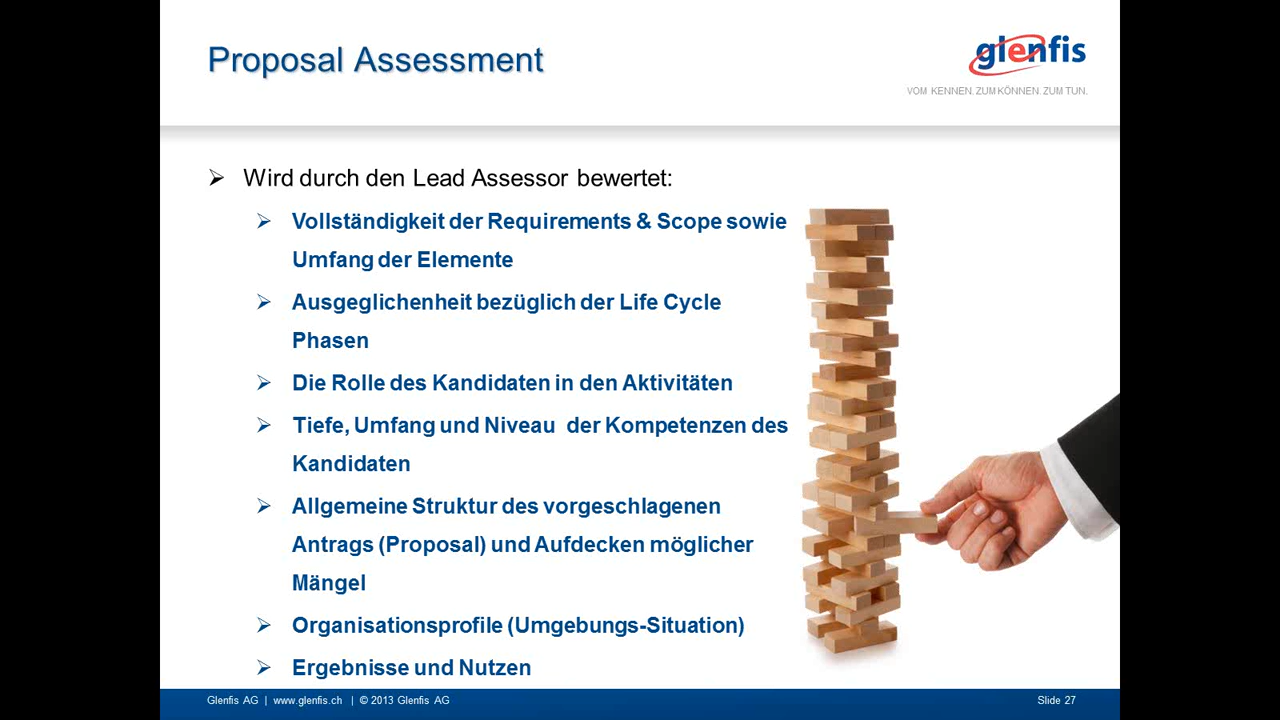 Proposal Assessment
glenfis
VOM KENNEN. ZUM KÖNNEN. ZUM TUN.
Wird durch den Lead Assessor bewertet:
Vollständigkeit der Requirements & Scope sowie
Umfang der Elemente
Ausgeglichenheit bezüglich der Life Cycle
Phasen
Die Rolle des Kandidaten in den Aktivitäten
Tiefe, Umfang und Niveau der Kompetenzen des
Kandidaten
Allgemeine Struktur des vorgeschlagenen
Antrags (Proposal) und Aufdecken möglicher
Mängel
Organisationsprofile (Umgebungs-Situation)
Ergebnisse und Nutzen
Glenfis AG | www.glenfis.ch | © 2013 Glenfis AG
Slide 27